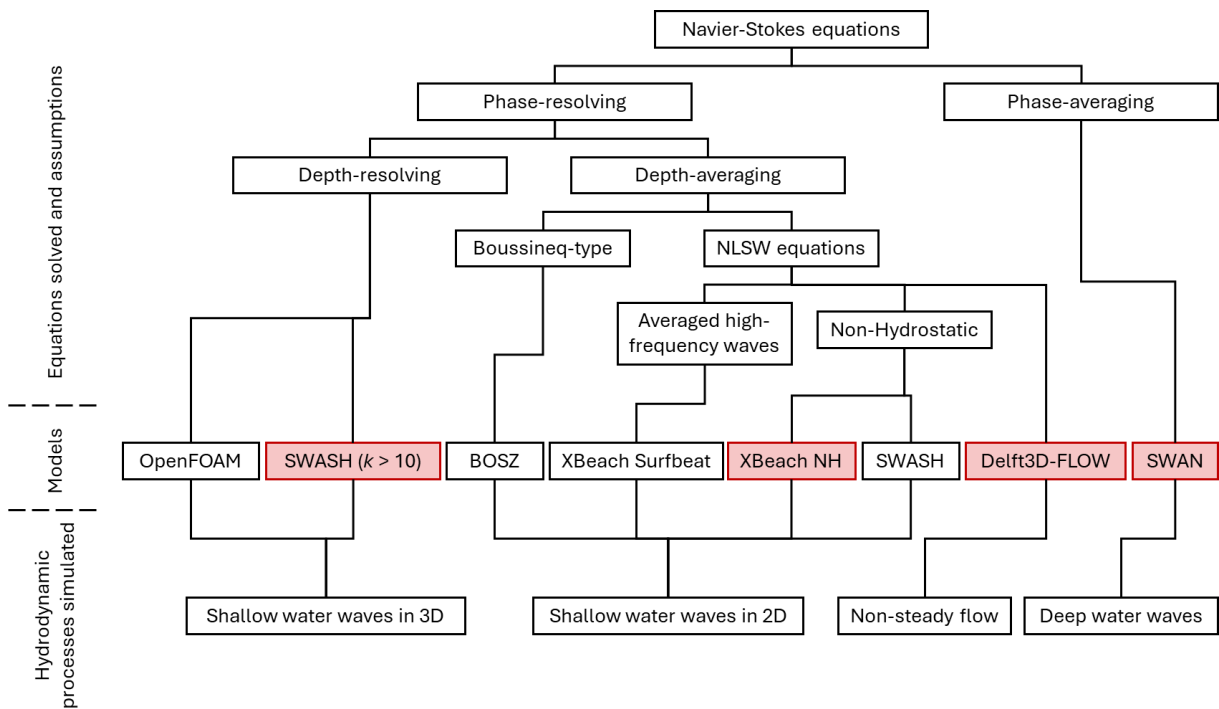 Navier-Stokes equations
Phase-resolving
Phase-averaging
Depth-resolving
Depth-averaging
Boussineq-type
NLSW equations
Averaged high-
frequency waves
Non-Hydrostatic
Equations solved and assumptions
OpenFOAM
SWASH (k > 10)
BOSZ
XBeach Surfbeat
XBeach NH
SWASH
Delft3D-FLOW
SWAN
Models
Shallow water waves in 3D
Shallow water waves in 2D
Non-steady flow
Deep water waves
Hydrodynamic
processes simulated